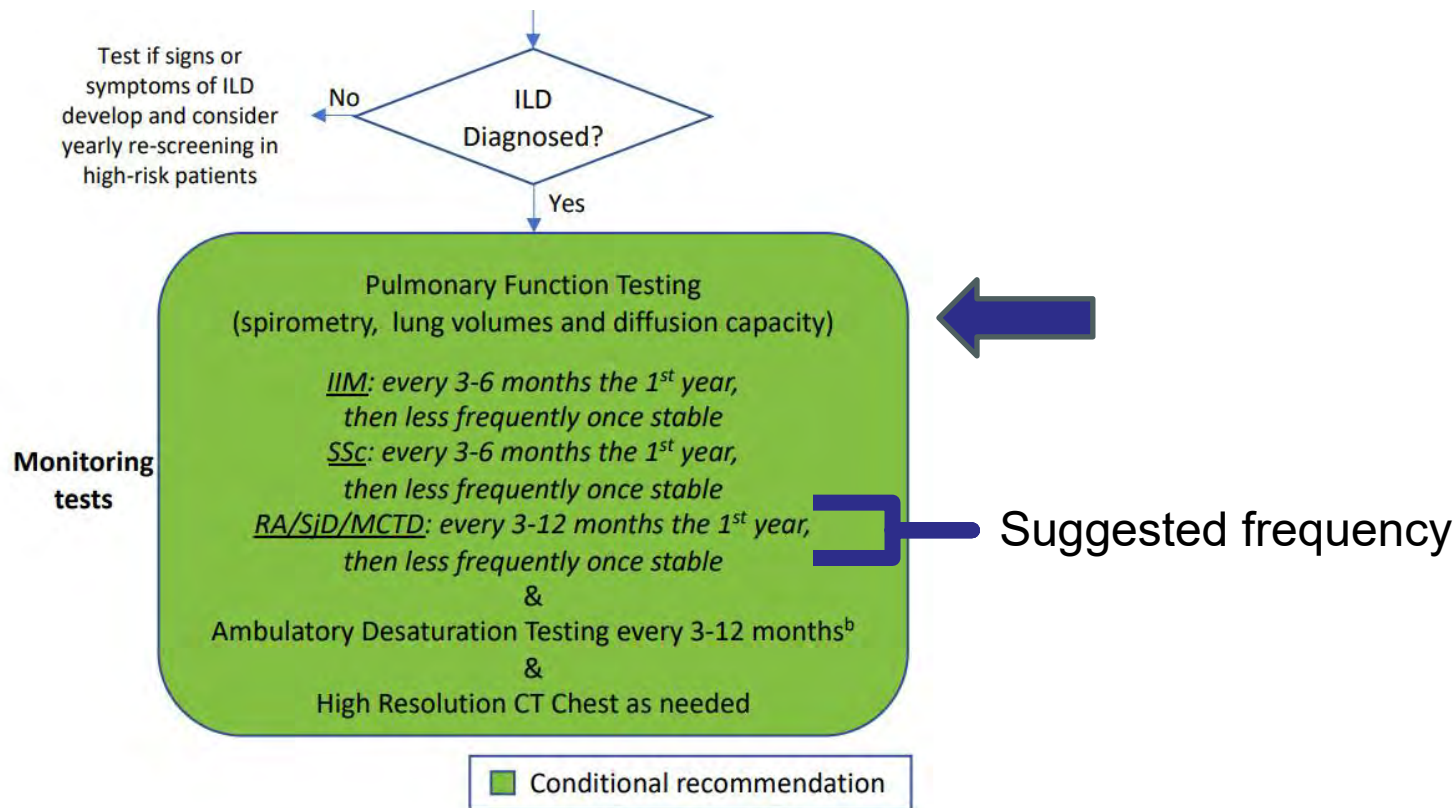 Test if signs or
symptoms of ILD
develop and consider
yearly re-screening in
high-risk patients
No
ILD
Diagnosed?
Yes
Pulmonary Function Testing
(spirometry, lung volumes and diffusion capacity)
IIM: every 3-6 months the 1st year,
then less frequently once stable
SSc: every 3-6 months the 1st year,
then less frequently once stable
RA/SjD/MCTD: every 3-12 months the 1st year,
then less frequently once stable
&
Ambulatory Desaturation Testing every 3-12 monthsb
&
High Resolution CT Chest as needed
Monitoring
tests
Suggested frequency
Conditional recommendation